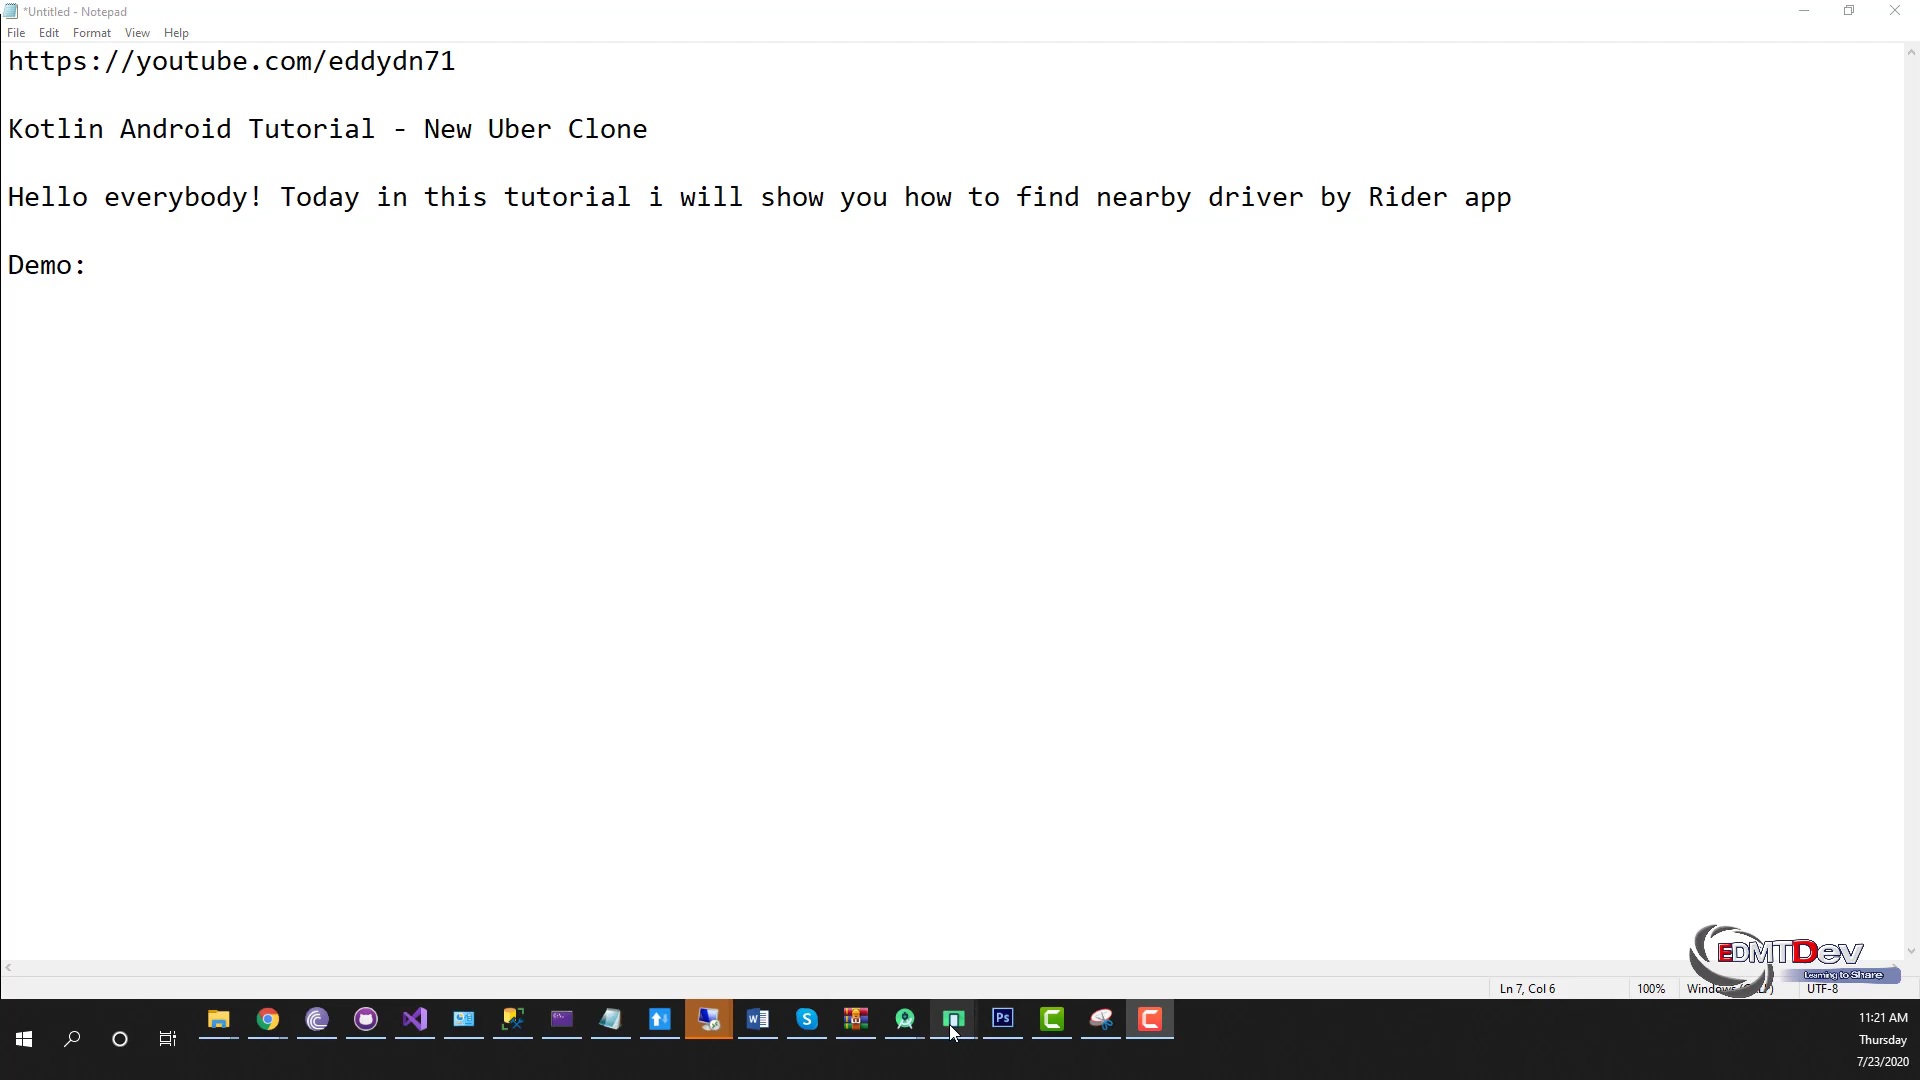 *Untitled - Notepad
File Edit Format View Help
https://youtube.com/eddydn71
Kotlin Android Tutorial - New Uber Clone
Hello everybody! Today in this tutorial i will show you how to find nearby driver by Rider app
Demo:
EDMTDev
Learning to Share
Ln 7, Col 6 100% UTF-8
11:21 AM
Thursday
7/23/2020